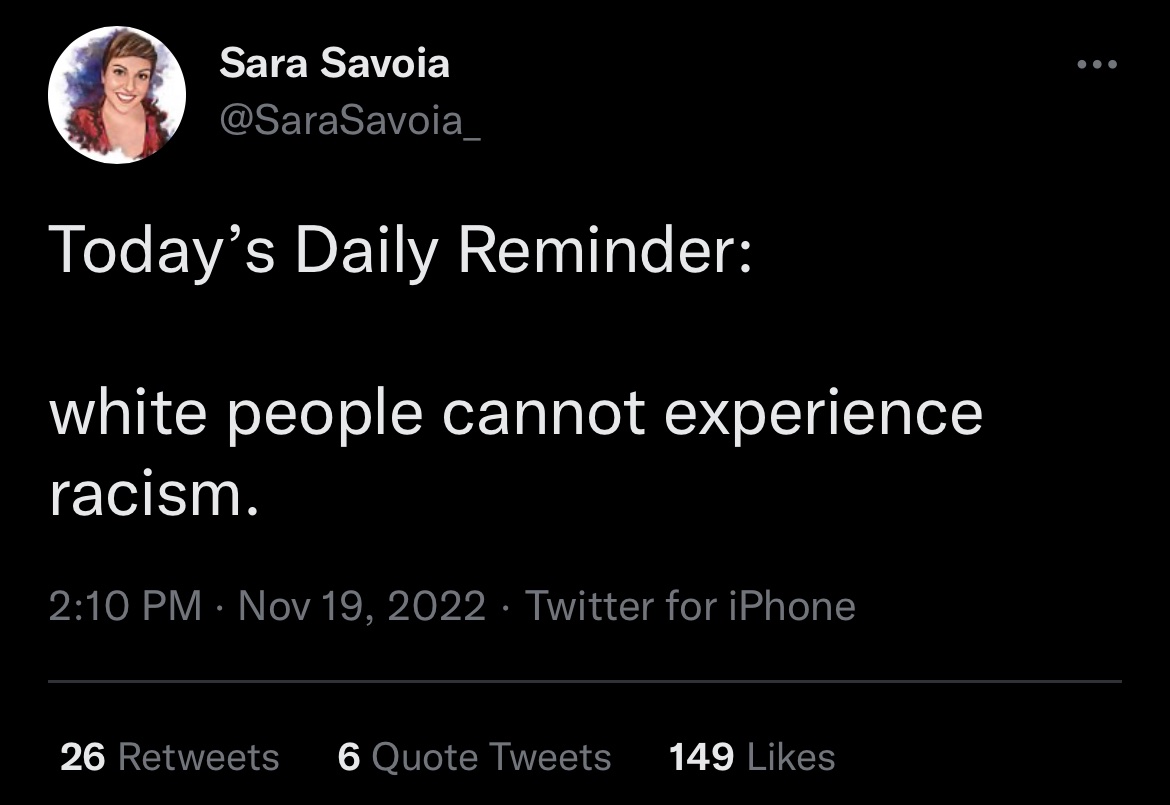 Sara Savoia
@SaraSavoia_
Today’s Daily Reminder:
white people cannot experience
racism.
2:10 PM · Nov 19, 2022 · Twitter for iPhone
26 Retweets 6 Quote Tweets 149 Likes